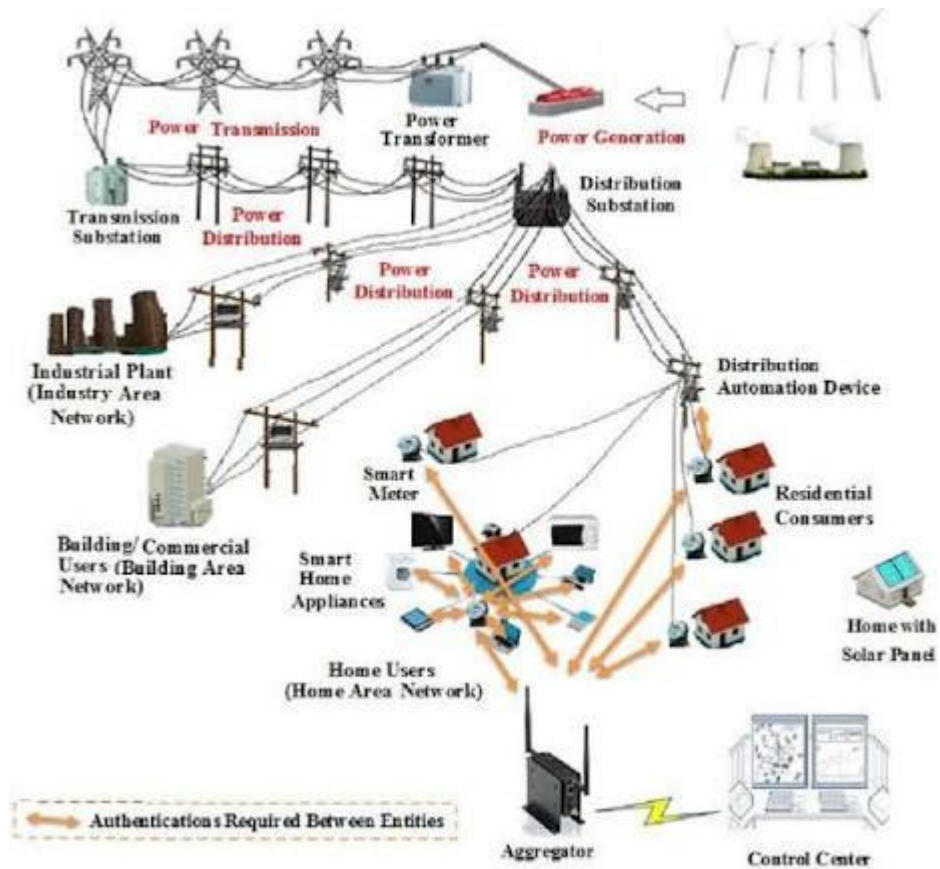 Power Transmission
Power
Transformer
Power Generation
Transmission
Substation
Power
Distribution
Distribution
Substation
Power
Distribution
Power
Distribution
Industrial Plant
(Industry Area
Network)
Distribution
Automation Device
Smart
Meter
Residential
Consumers
Building/ Commercial
Users (Building Area
Network)
Smart
Home
Appliances
Home with
Solar Panel
Home Users
(Home Area Network)
Authentications Required Between Entities
Aggregator
Control Center